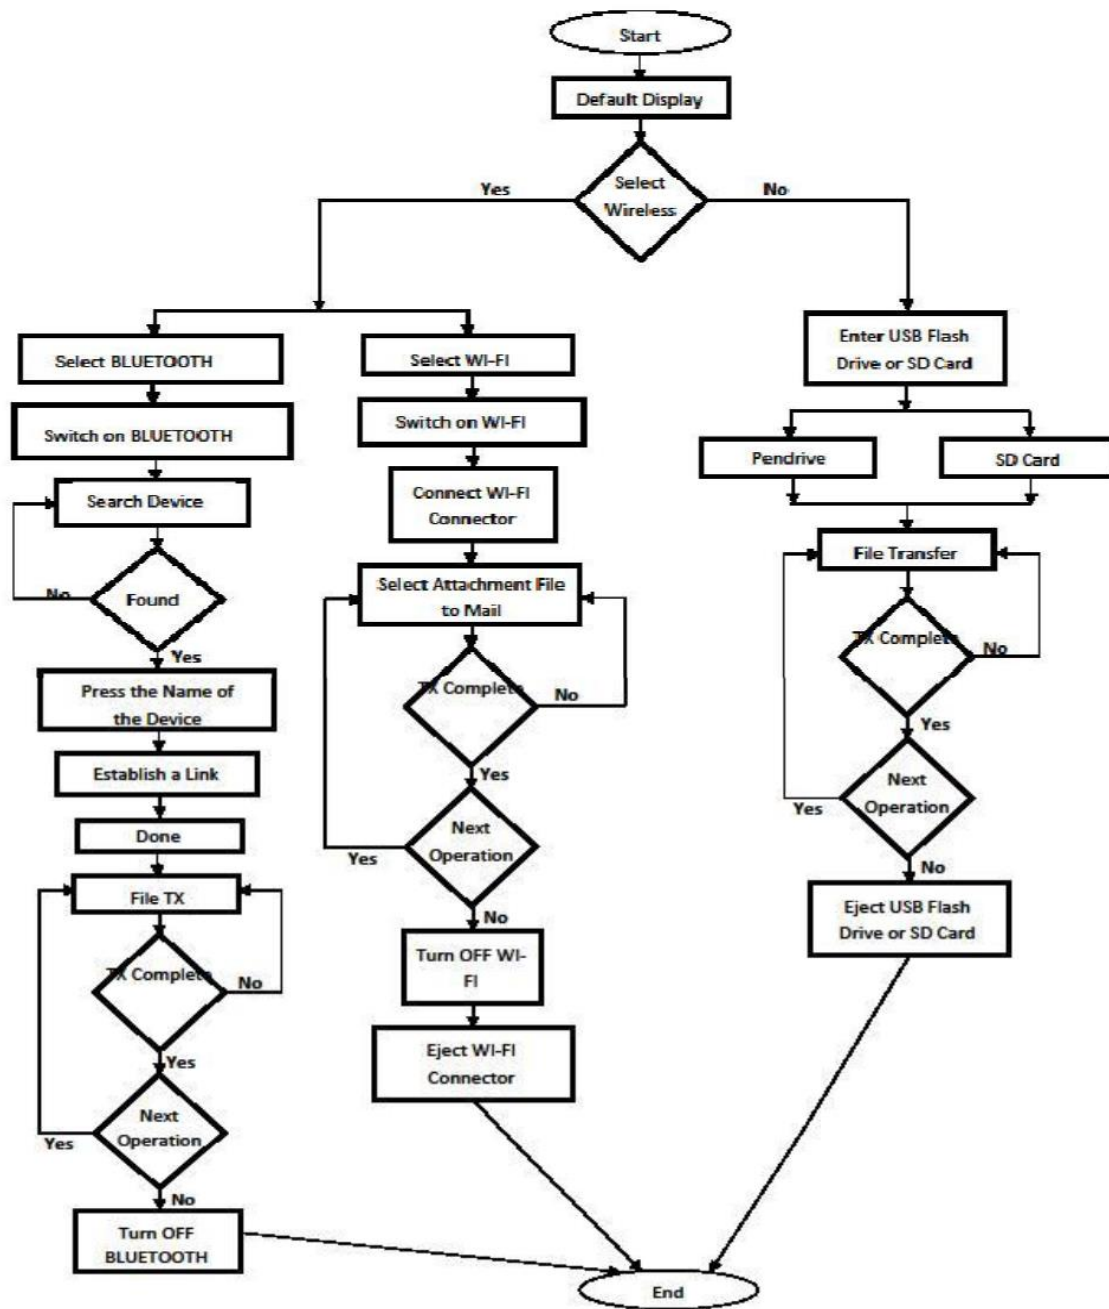 Start
Default Display
Select
Wireless
Yes
No
Select BLUETOOTH
Switch on BLUETOOTH
Search Device
Found
No
Yes
Press the Name of
the Device
Establish a Link
Done
File TX
TX Complete
No
Yes
Next
Operation
Yes
No
Turn OFF
BLUETOOTH
Select WI-FI
Switch on WI-FI
Connect WI-FI
Connector
Select Attachment File
to Mail
TX Complete
No
Yes
Next
Operation
Yes
No
Turn OFF WI-
FI
Eject WI-FI
Connector
Enter USB Flash
Drive or SD Card
Pendrive
SD Card
File Transfer
TX Complete
No
Yes
Next
Operation
Yes
No
Eject USB Flash
Drive or SD Card
End